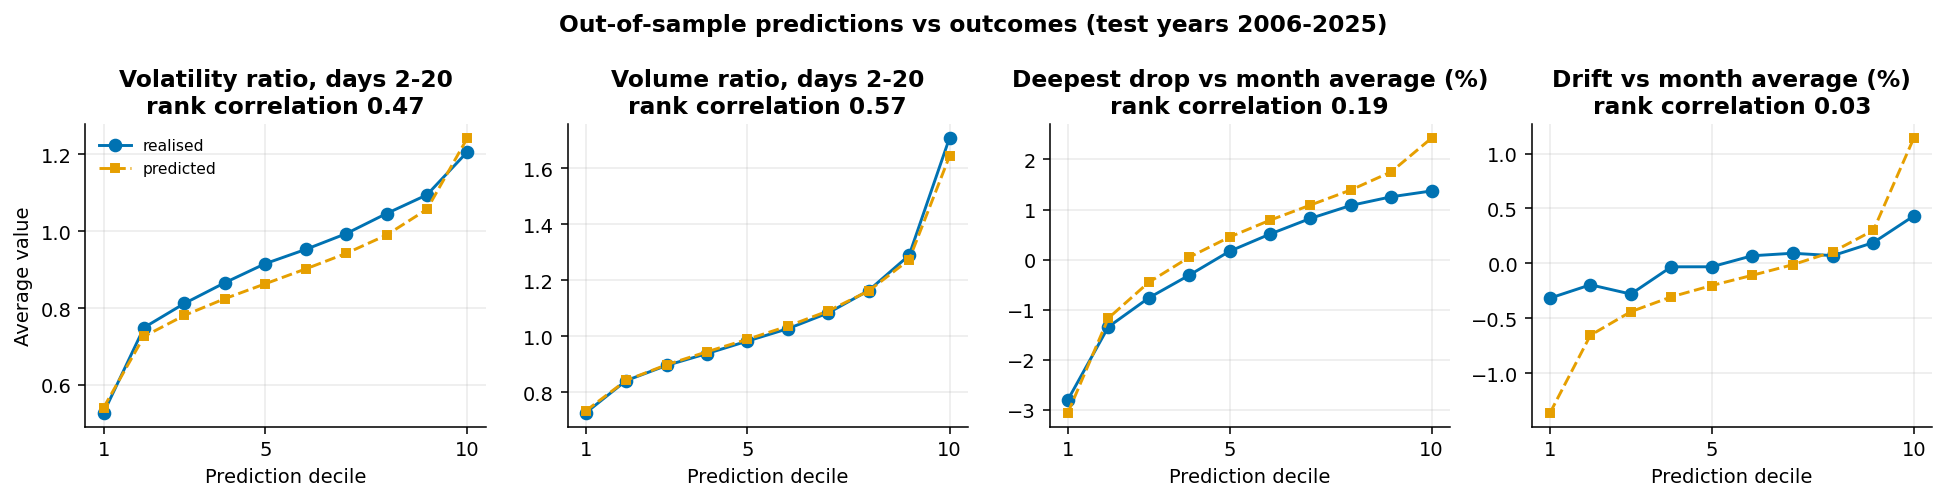 Out-of-sample predictions vs outcomes (test years 2006-2025)
Volatility ratio, days 2-20
rank correlation 0.47
realised
predicted
Average value
1.2
1.0
0.8
0.6
1
5
10
Prediction decile
Volume ratio, days 2-20
rank correlation 0.57
1.6
1.4
1.2
1.0
0.8
1
5
10
Prediction decile
Deepest drop vs month average (%)
rank correlation 0.19
2
1
0
−1
−2
−3
1
5
10
Prediction decile
Drift vs month average (%)
rank correlation 0.03
1.0
0.5
0.0
−0.5
−1.0
1
5
10
Prediction decile